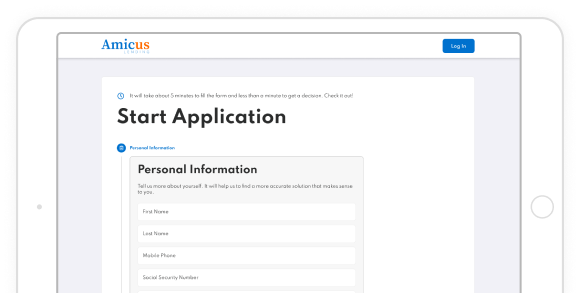 Amicus
Log In
It will take about 5 minutes to fill the form and less than a minute to get a decision. Check it out!
Start Application
Personal Information
Personal Information
Tell us more about yourself. It will help us to find a more accurate solution that makes sense
to you.
First Name
Last Name
Mobile Phone
Social Security Number